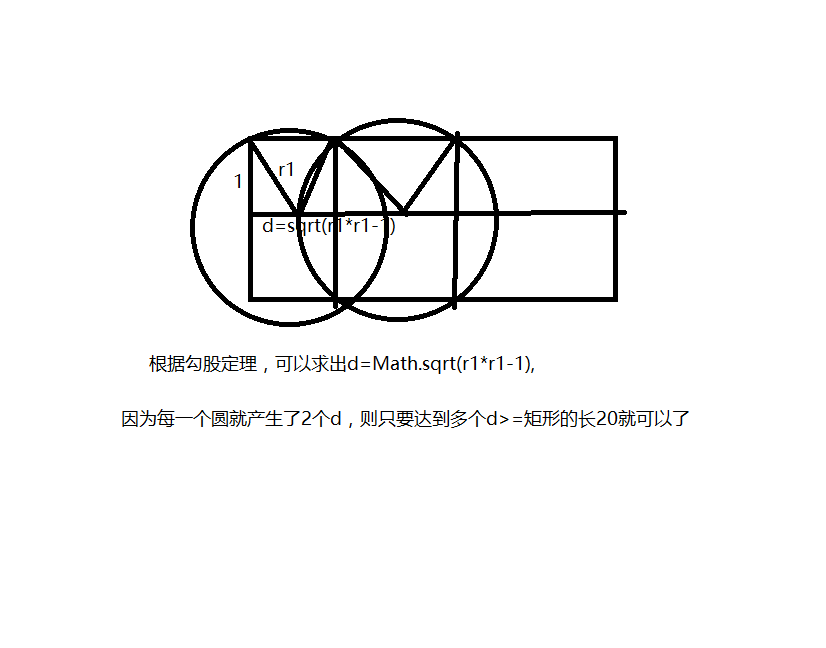 r1
1
d=sqrt(r1*r1-1)
根据勾股定理，可以求出d=Math.sqrt(r1*r1-1),
因为每一个圆就产生了2个d，则只要达到多个d>=矩形的长20就可以了